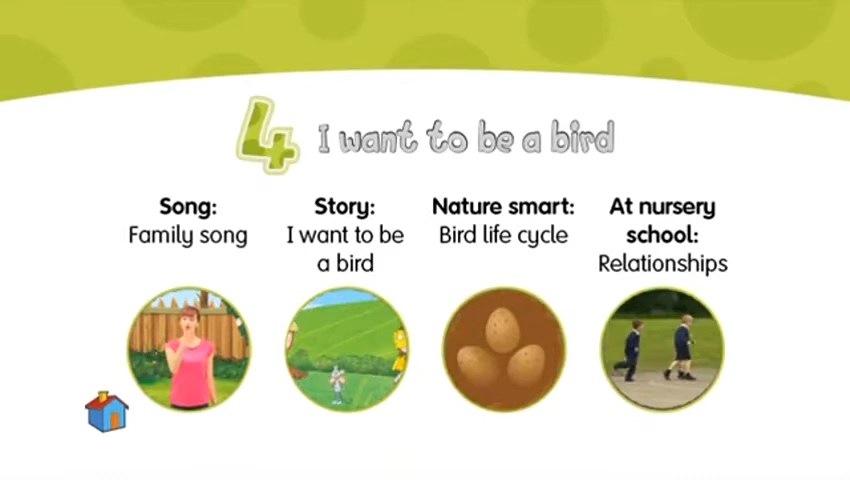 4 I want to be a bird
Song:
Family song
Story:
I want to be
a bird
Nature smart:
Bird life cycle
At nursery
school:
Relationships